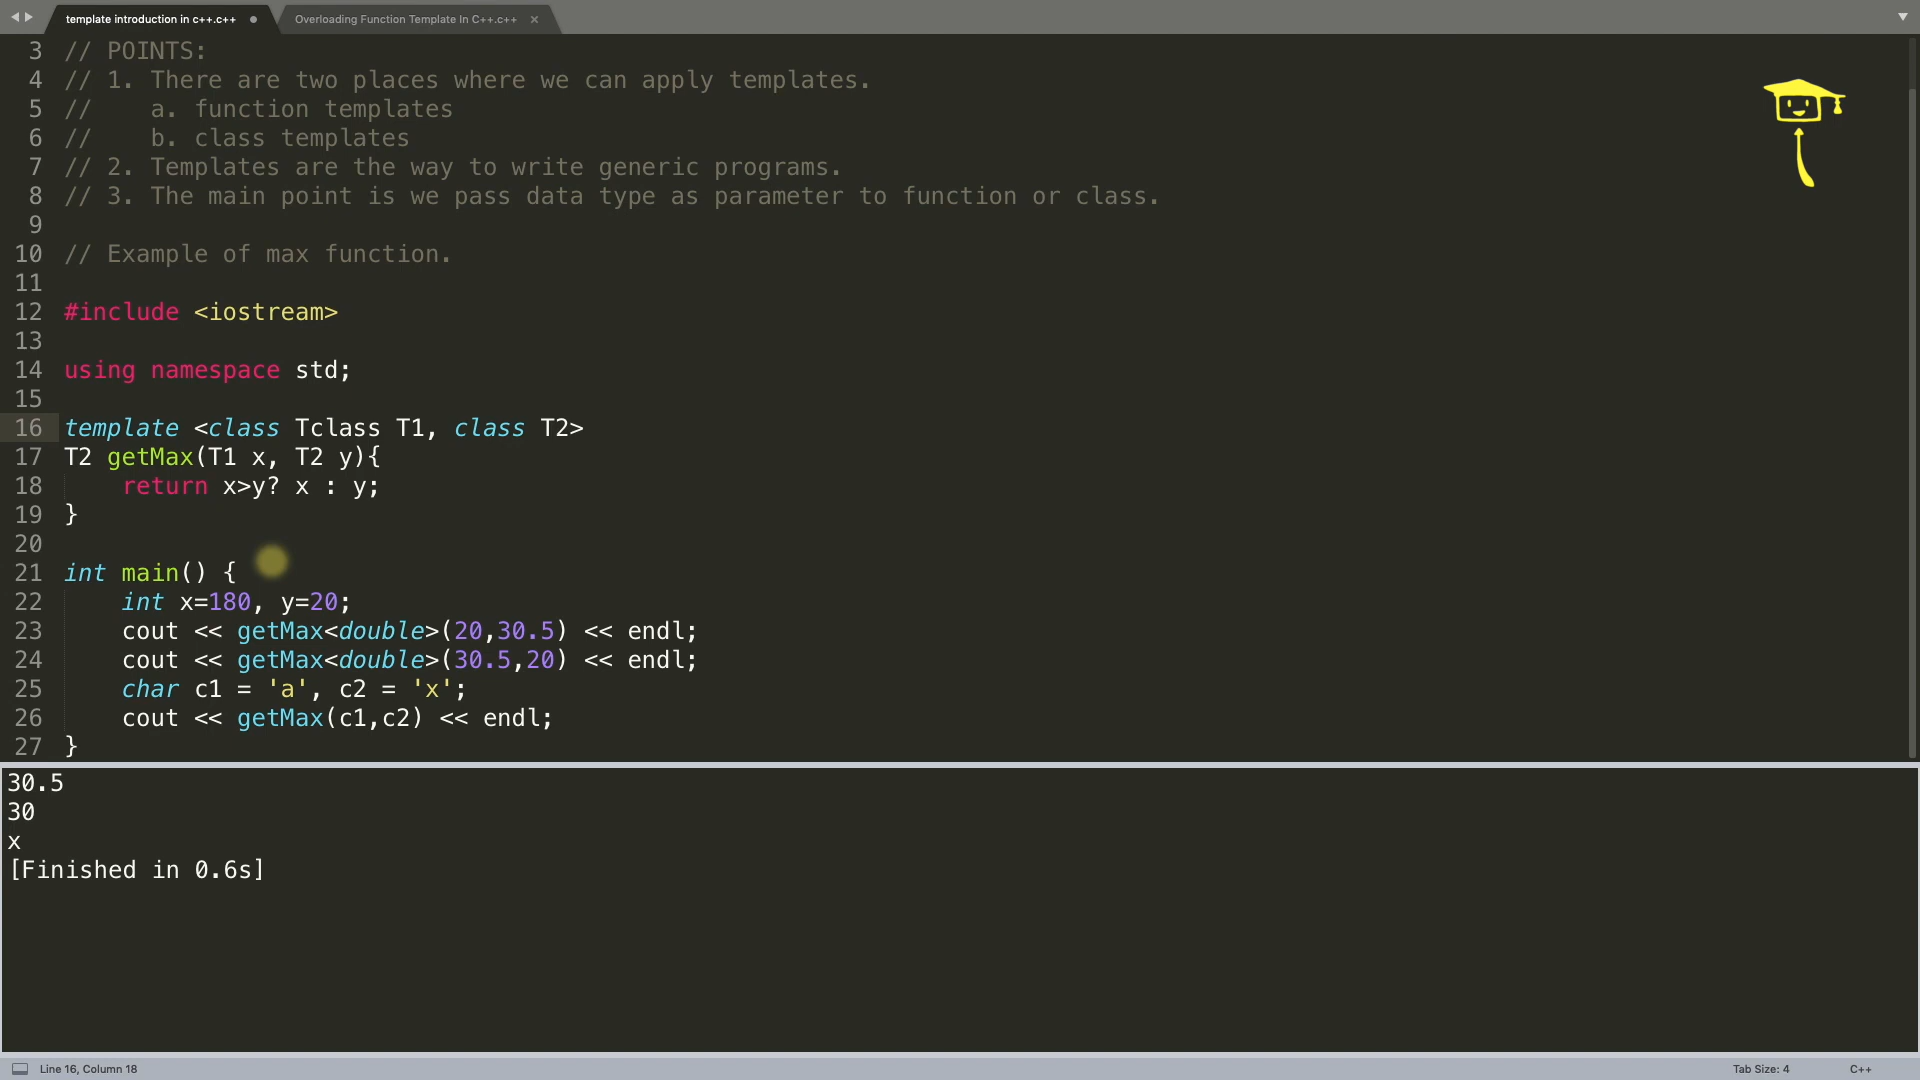 template introduction in c++.c++ Overloading Function Template In C++.c++
3 // POINTS:
4 // 1. There are two places where we can apply templates.
5 //    a. function templates
6 //    b. class templates
7 // 2. Templates are the way to write generic programs.
8 // 3. The main point is we pass data type as parameter to function or class.
9
10 // Example of max function.
11
12 #include <iostream>
13
14 using namespace std;
15
16 template <class Tclass T1, class T2>
17 T2 getMax(T1 x, T2 y){
18     return x>y? x : y;
19 }
20
21 int main() {
22     int x=180, y=20;
23     cout << getMax<double>(20,30.5) << endl;
24     cout << getMax<double>(30.5,20) << endl;
25     char c1 = 'a', c2 = 'x';
26     cout << getMax(c1,c2) << endl;
27 }
30.5
30
x
[Finished in 0.6s]
Line 16, Column 18 Tab Size: 4 C++